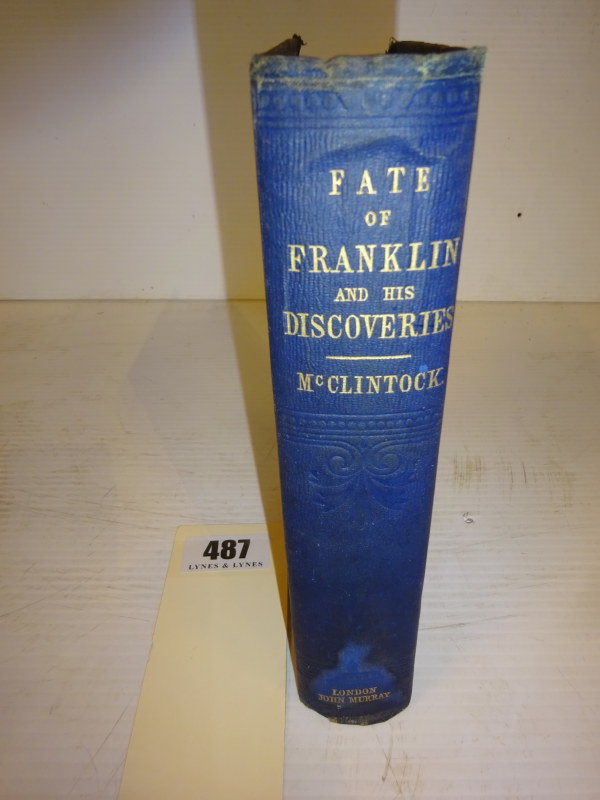 FATE
OF
FRANKLIN
AND HIS
DISCOVERIES
McCLINTOCK.
LONDON
JOHN MURRAY
487
LYNES & LYNES